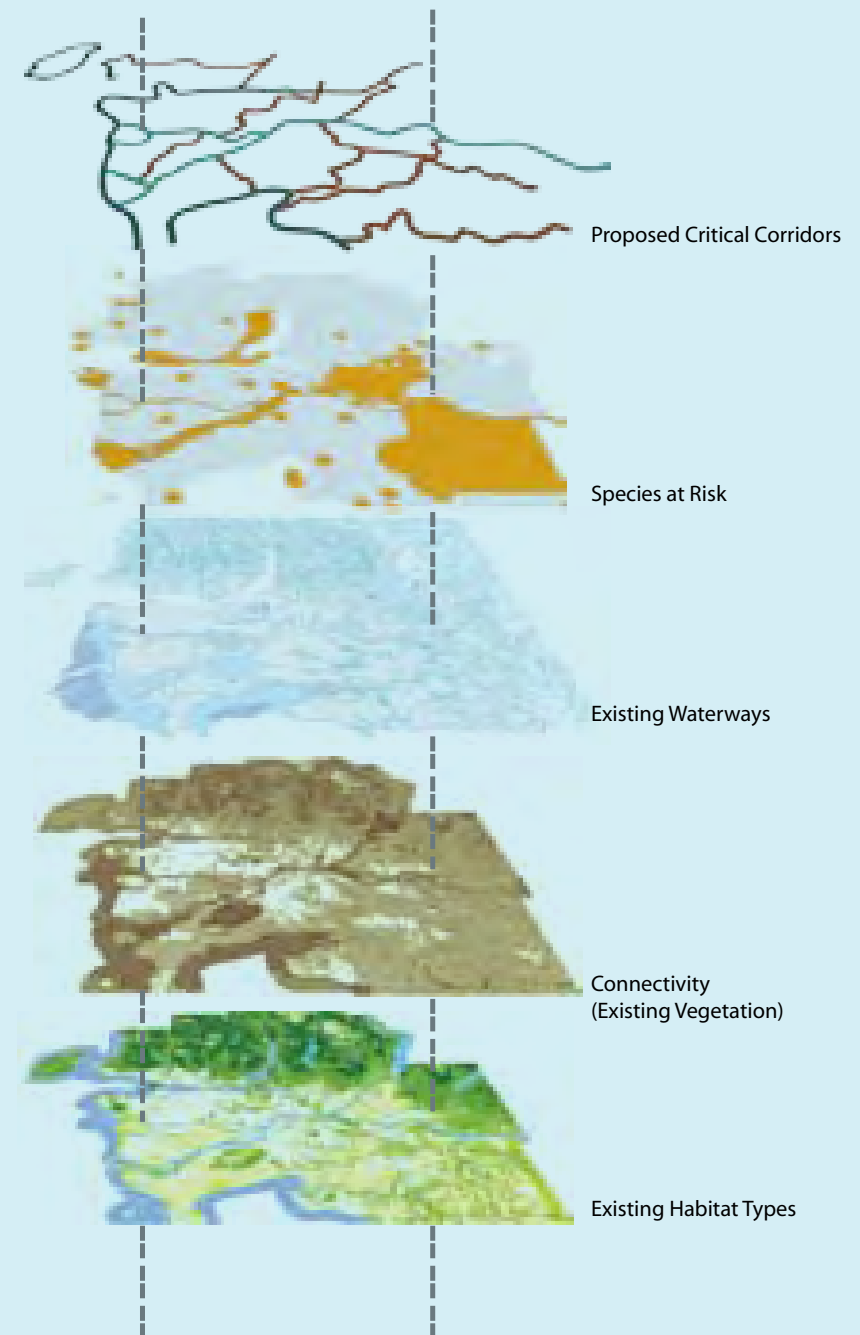 Proposed Critical Corridors
Species at Risk
Existing Waterways
Connectivity
(Existing Vegetation)
Existing Habitat Types